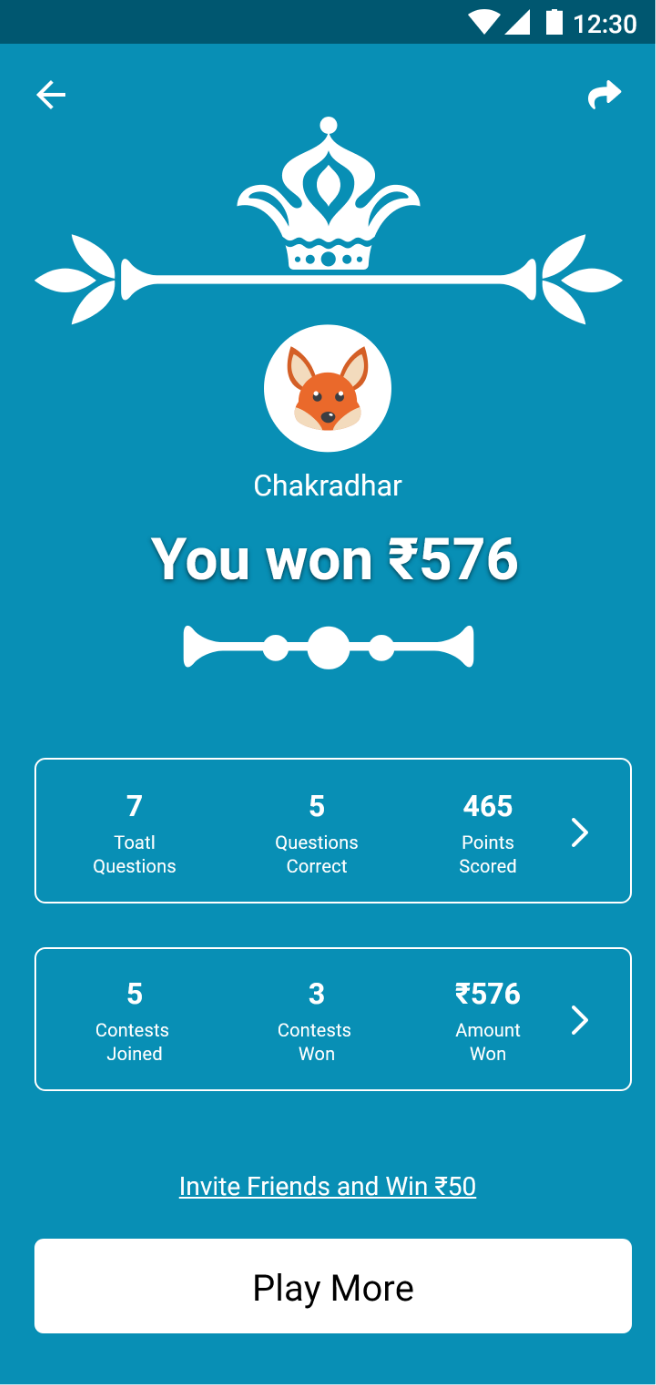 12:30
Chakradhar
You won ₹576
7 5 465
Toatl Questions Points
Questions Correct Scored
5 3 ₹576
Contests Contests Amount
Joined Won Won
Invite Friends and Win ₹50
Play More